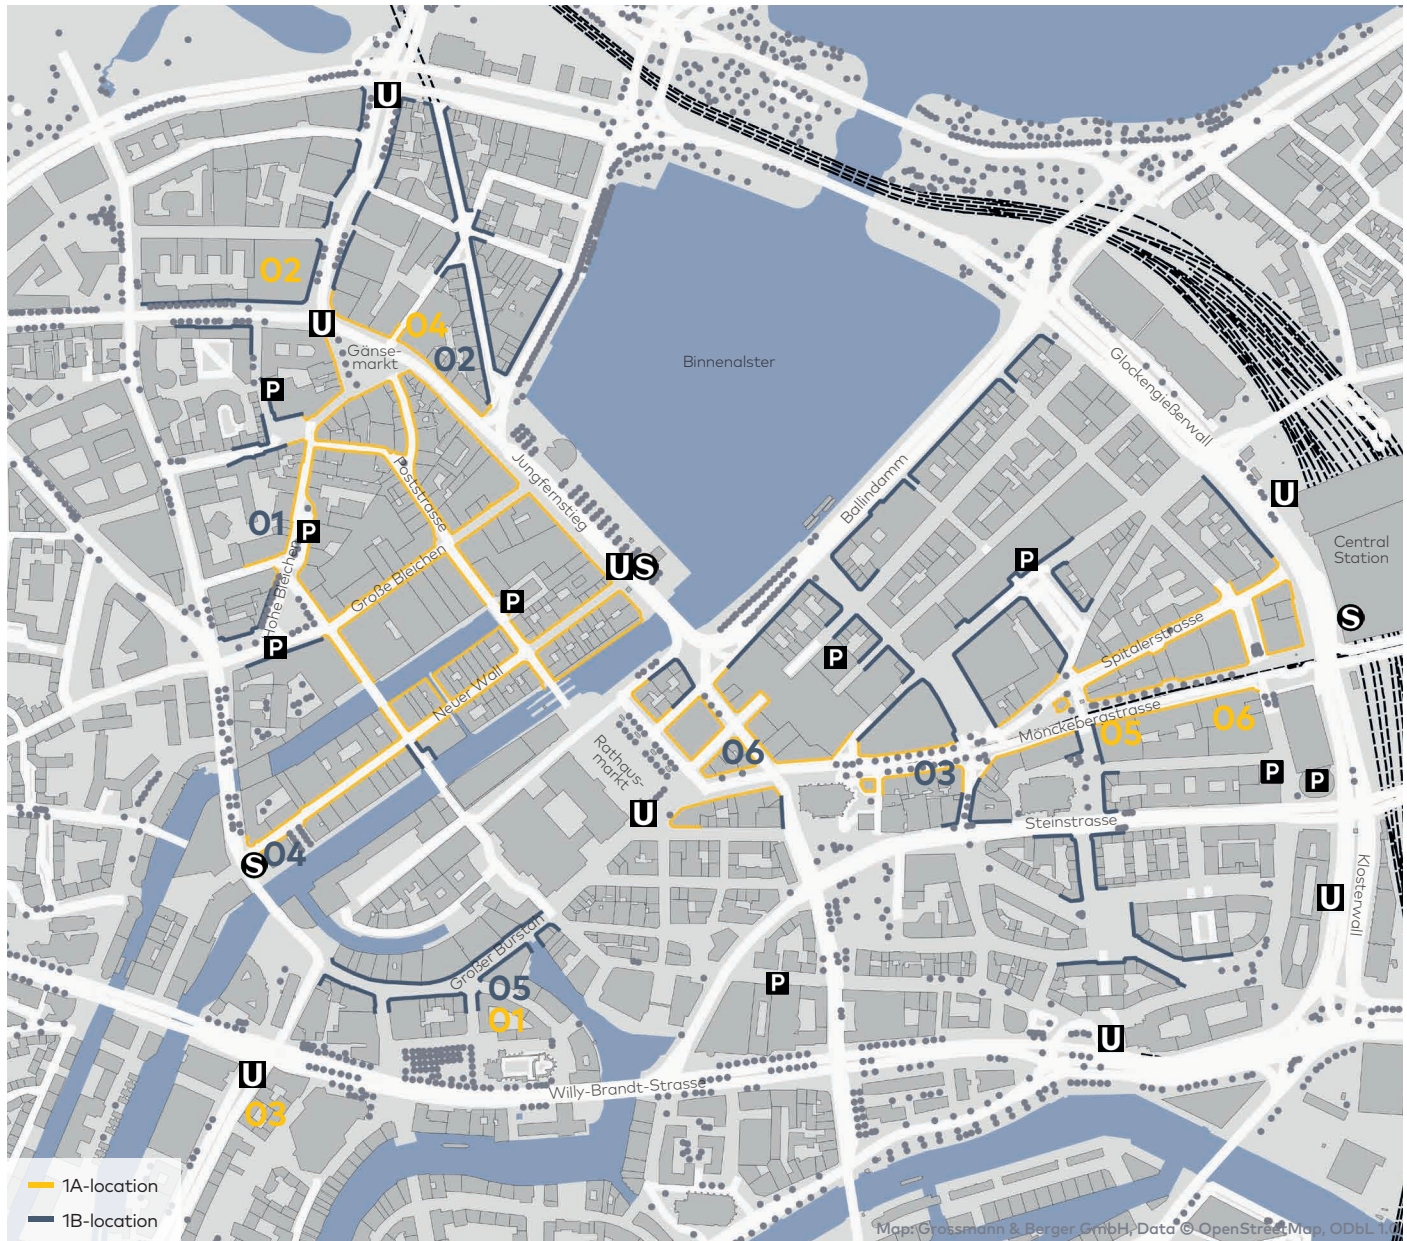 U
02
U
04
Gänse-
markt
02
Binnenalster
P
Glockengießerwall
Jungfernstieg
Poststrasse
Ballindamm
U
01
P
Central
Station
Große Bleichen
Hohe Bleichen
U S
P
P
S
Spitalerstrasse
P
P
Neuer Wall
Mönckebergstrasse
05
06
06
03
Rathaus-
markt
P
P
U
Steinstrasse
S
04
Klosterwall
U
Großer Burstah
05
01
P
U
U
Willy-Brandt-Strasse
03
1A-location
1B-location
Map: Grossmann & Berger GmbH, Data © OpenStreetMap, ODbL 1.0